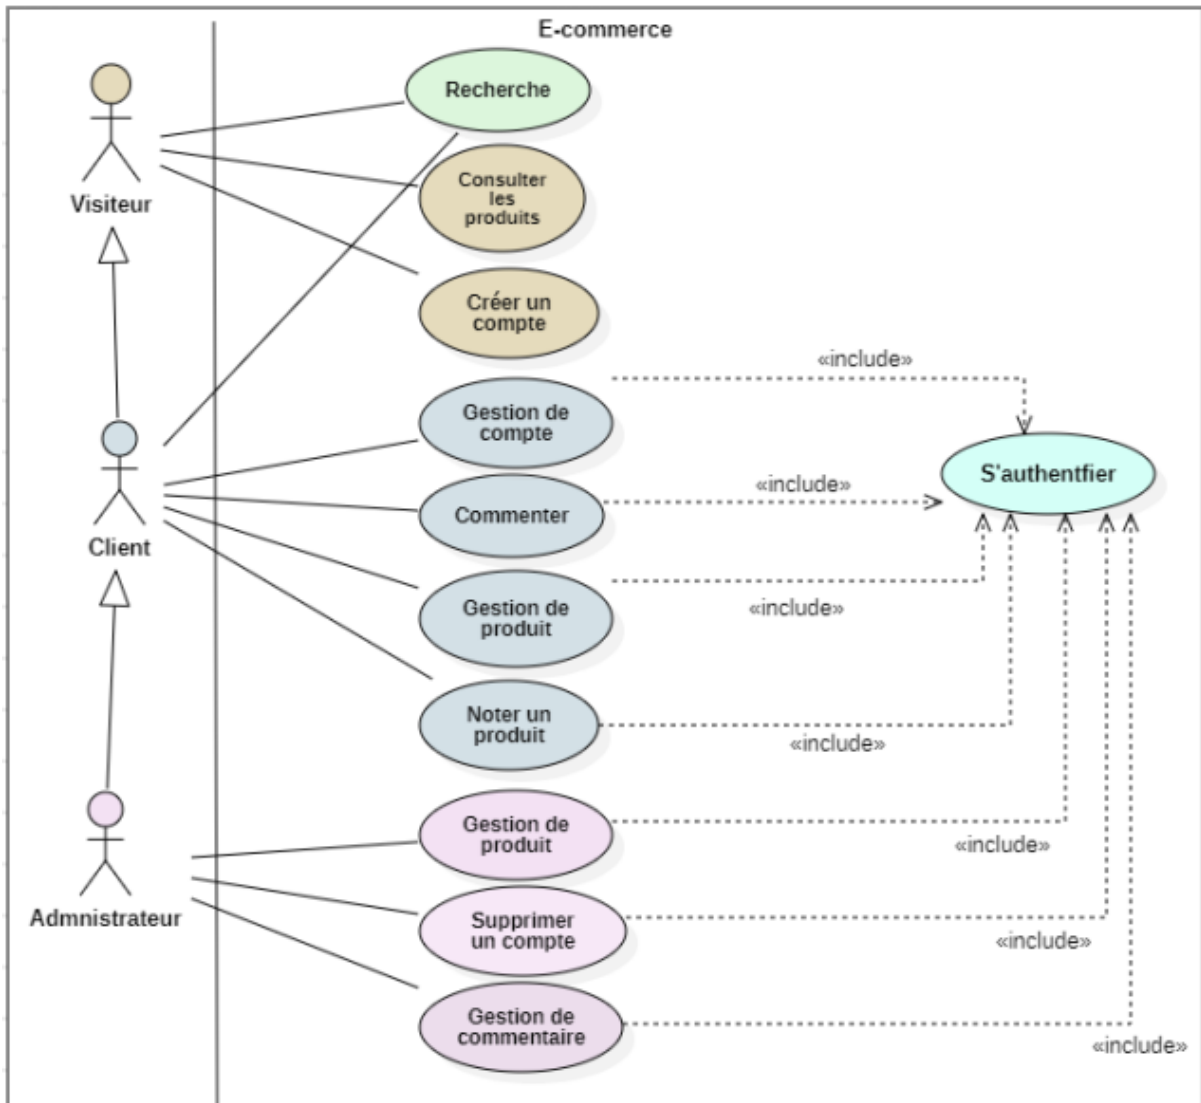 E-commerce
Recherche
Visiteur
Consulter
les
produits
Créer un
compte
«include»
Gestion de
compte
S'authentfier
«include»
Commenter
Client
Gestion de
produit
«include»
Noter un
produit
«include»
Gestion de
produit
«include»
Admnistrateur
Supprimer
un compte
«include»
Gestion de
commentaire
«include»